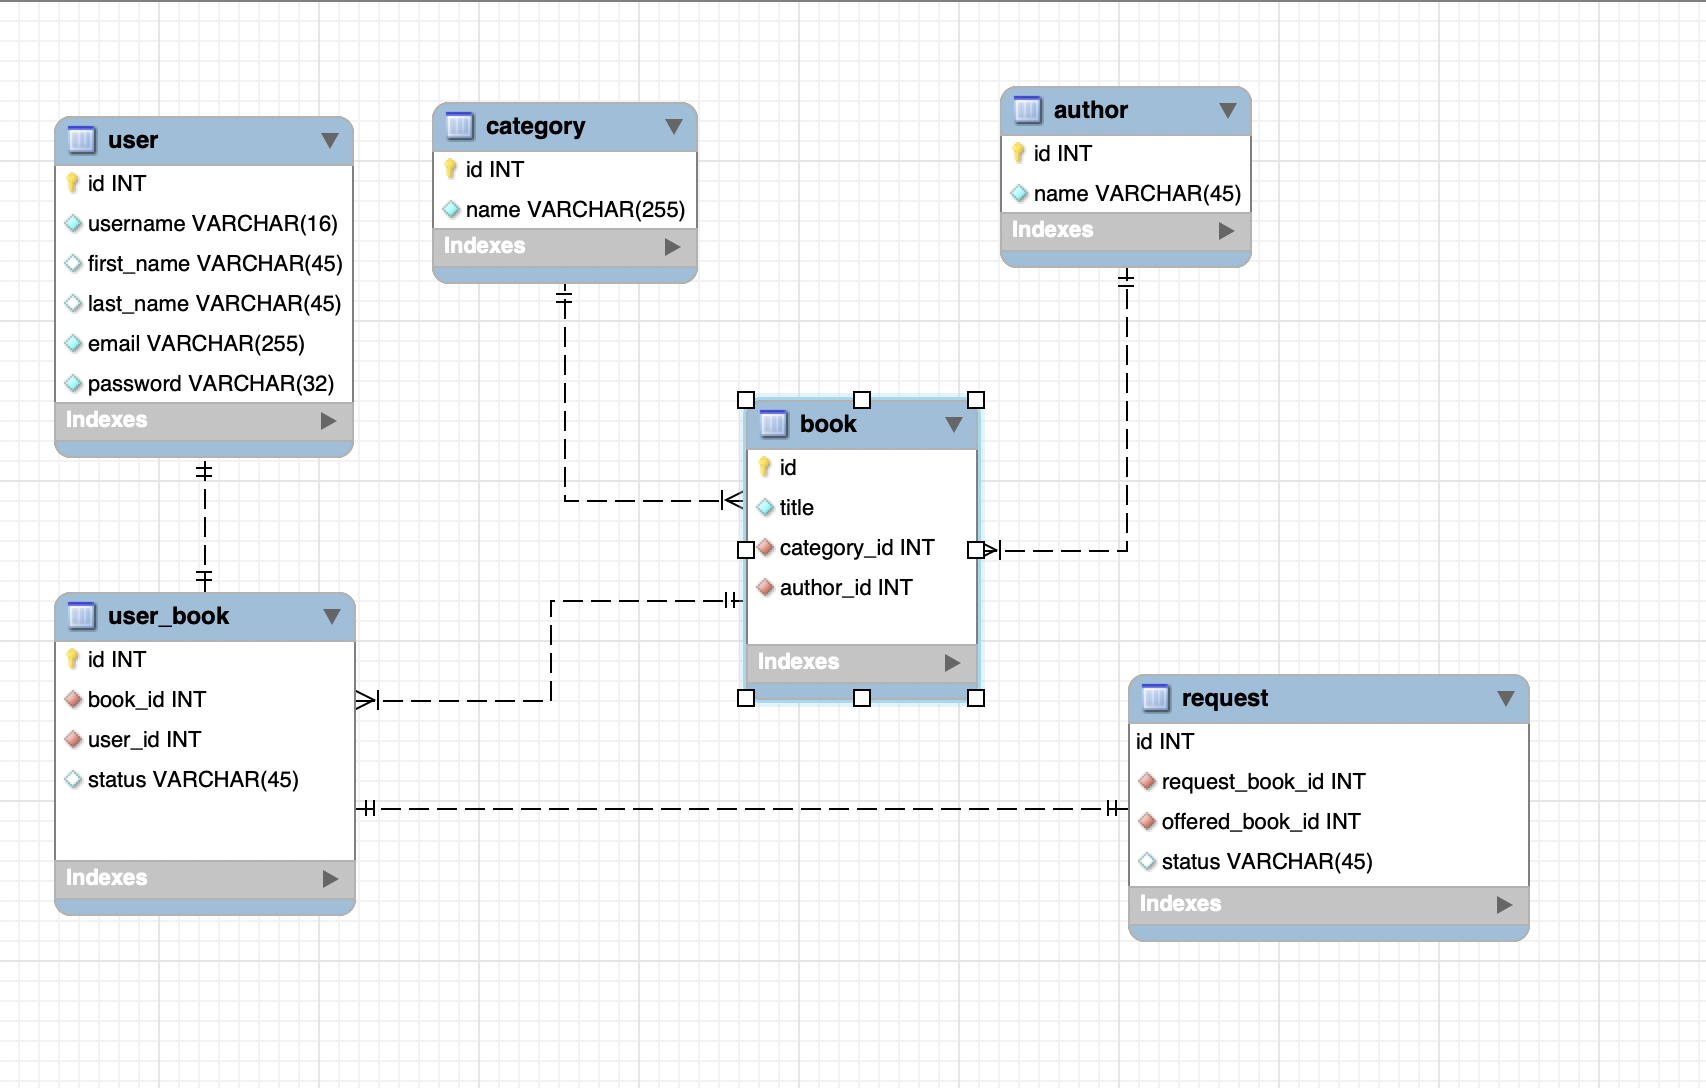 user
id INT
username VARCHAR(16)
first_name VARCHAR(45)
last_name VARCHAR(45)
email VARCHAR(255)
password VARCHAR(32)
Indexes
category
id INT
name VARCHAR(255)
Indexes
author
id INT
name VARCHAR(45)
Indexes
book
id
title
category_id INT
author_id INT
Indexes
user_book
id INT
book_id INT
user_id INT
status VARCHAR(45)
Indexes
request
id INT
request_book_id INT
offered_book_id INT
status VARCHAR(45)
Indexes